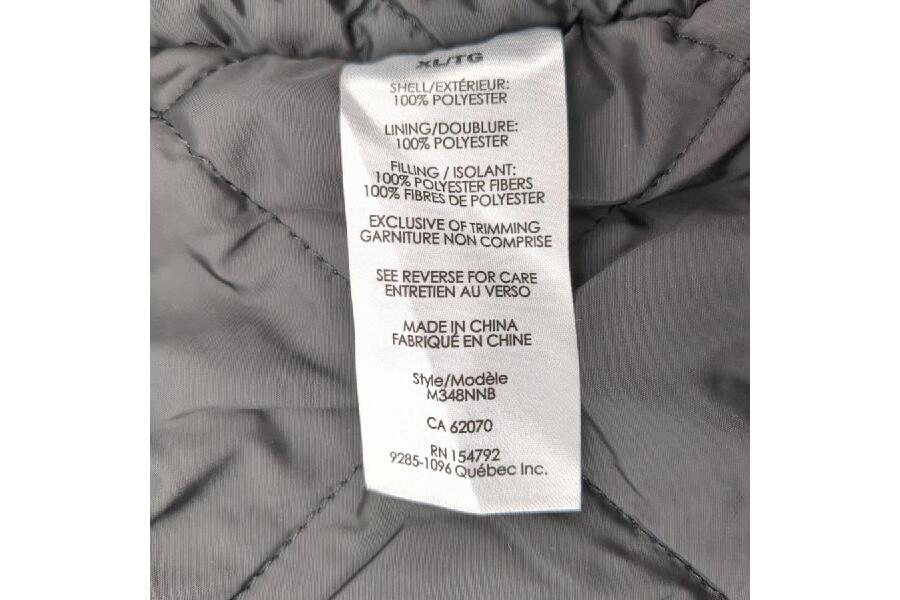 XL/TG
SHELL/EXTÉRIEUR:
100% POLYESTER
LINING/DOUBLURE:
100% POLYESTER
FILLING / ISOLANT:
100% POLYESTER FIBERS
100% FIBRES DE POLYESTER
EXCLUSIVE OF TRIMMING
GARNITURE NON COMPRISE
SEE REVERSE FOR CARE
ENTRETIEN AU VERSO
MADE IN CHINA
FABRIQUÉ EN CHINE
Style/Modèle
M348NNB
CA 62070
RN 154792
9285-1096 Québec Inc.